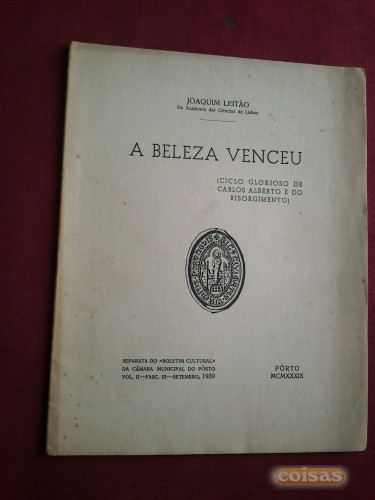 JOAQUIM LEITÃO
Da Academia das Ciências de Lisboa
A BELEZA VENCEU
(CICLO GLORIOSO DE
CARLOS ALBERTO E DO
RISORGIMENTO)
SEPARATA DO «BOLETIM CULTURAL»
DA CÂMARA MUNICIPAL DO PÔRTO
VOL. II—FASC. III—SETEMBRO, 1939
PÔRTO
MCMXXXIX
coisas